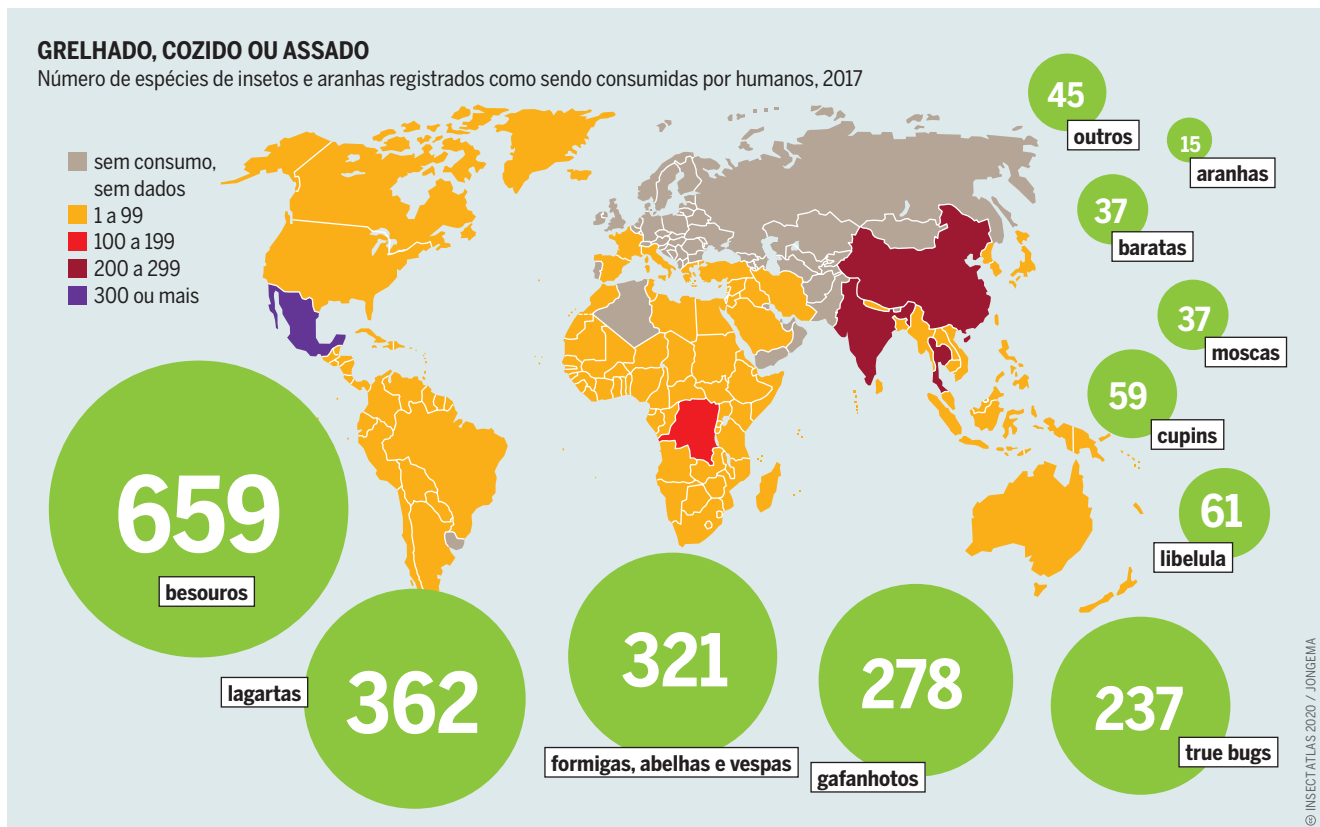 GRELHADO, COZIDO OU ASSADO
Número de espécies de insetos e aranhas registrados como sendo consumidas por humanos, 2017
sem consumo,
sem dados
1 a 99
100 a 199
200 a 299
300 ou mais
45
outros
15
aranhas
37
baratas
37
moscas
59
cupins
61
libelula
659
besouros
362
lagartas
321
formigas, abelhas e vespas
278
gafanhotos
237
true bugs
INSECT ATLAS 2020 / JONGEMA